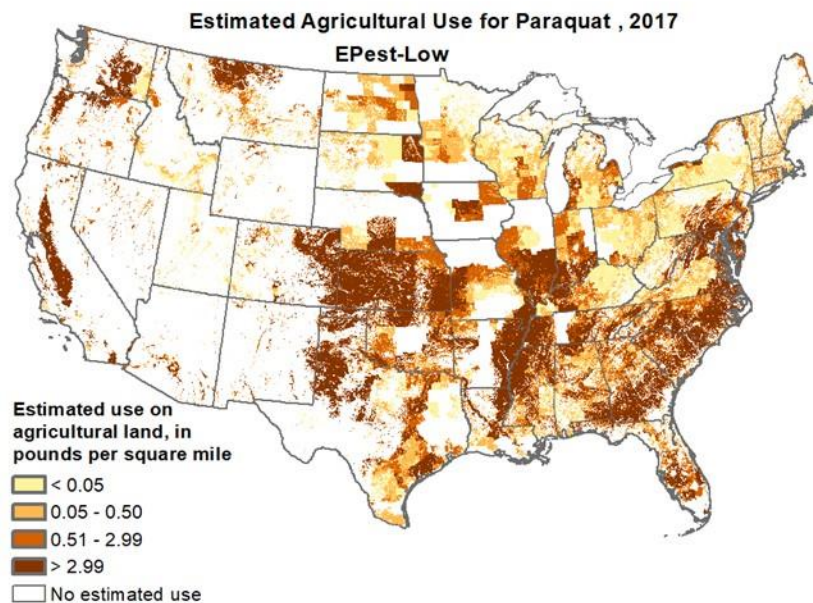 Estimated Agricultural Use for Paraquat , 2017
EPest-Low
Estimated use on
agricultural land, in
pounds per square mile
< 0.05
0.05 - 0.50
0.51 - 2.99
> 2.99
No estimated use